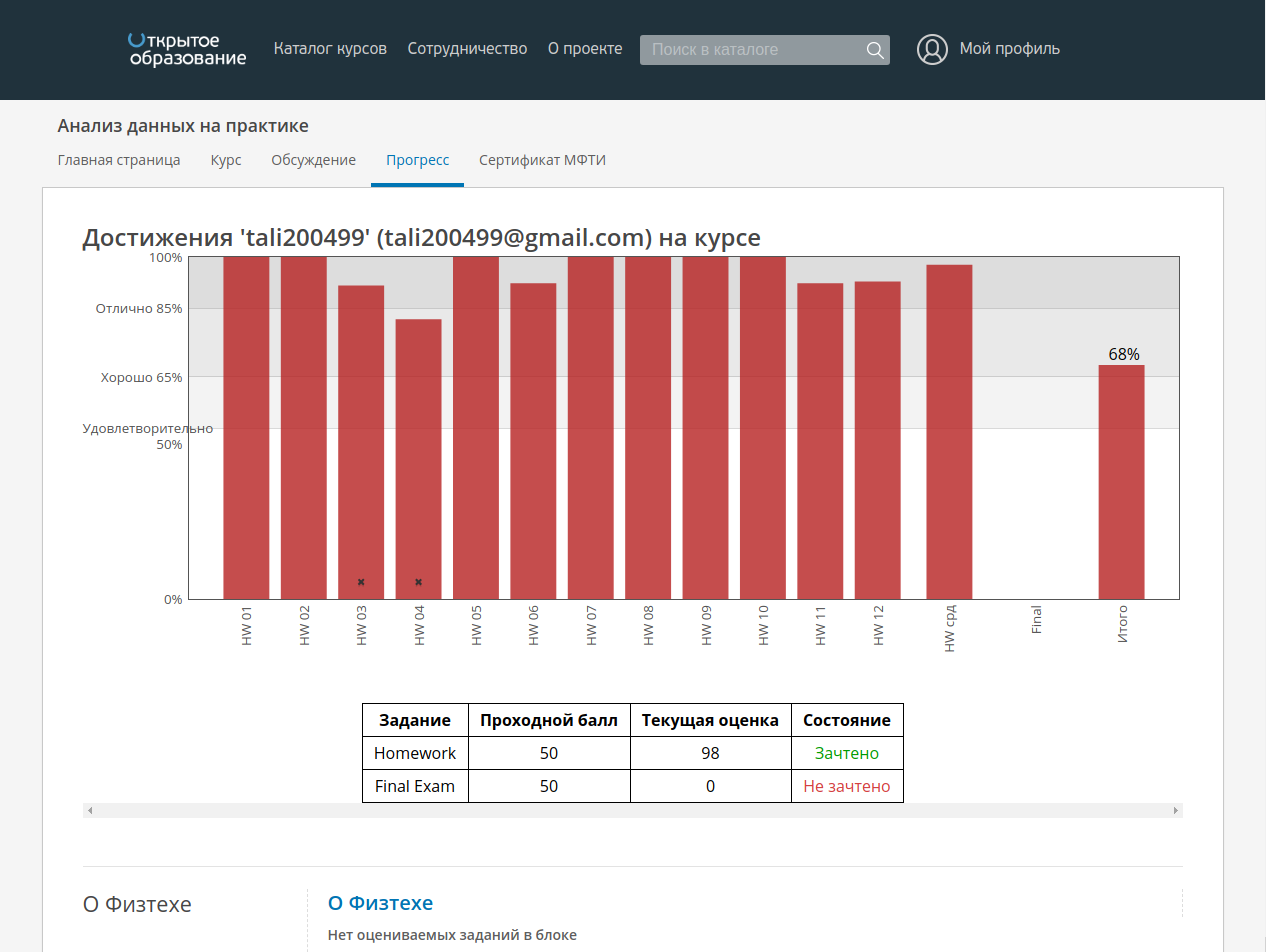 Открытое
образование
Каталог курсов Сотрудничество О проекте Поиск в каталоге Мой профиль
Анализ данных на практике
Главная страница Курс Обсуждение Прогресс Сертификат МФТИ
Достижения 'tali200499' (tali200499@gmail.com) на курсе
100%
Отлично 85%
68%
Хорошо 65%
Удовлетворительно
50%
0%
HW 01 HW 02 HW 03 HW 04 HW 05 HW 06 HW 07 HW 08 HW 09 HW 10 HW 11 HW 12 HW срд Final Итого
Задание Проходной балл Текущая оценка Состояние
Homework 50 98 Зачтено
Final Exam 50 0 Не зачтено
О Физтехе О Физтехе
Нет оцениваемых заданий в блоке